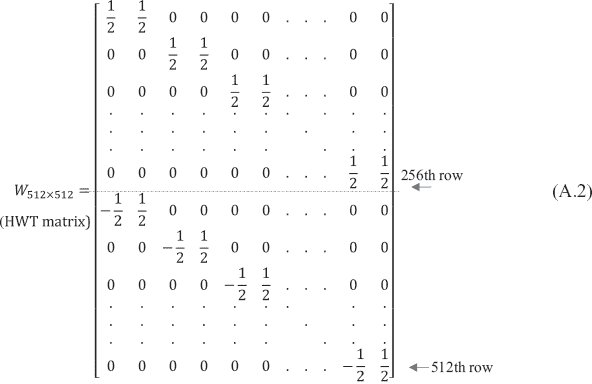 1/2 1/2 0 0 0 0 . . . 0 0
0 0 1/2 1/2 0 0 . . . 0 0
0 0 0 0 1/2 1/2 . . . 0 0
. . . . . . . . . . .
. . . . . . . . . .
. . . . . . . . . .
0 0 0 0 0 0 . . . 1/2 1/2 256th row
W512×512 =
(HWT matrix)
(A.2)
−1/2 1/2 0 0 0 0 . . . 0 0
0 0 −1/2 1/2 0 0 . . . 0 0
0 0 0 0 −1/2 1/2 . . . 0 0
. . . . . . . . . . .
. . . . . . . . . .
. . . . . . . . . .
0 0 0 0 0 0 . . . −1/2 1/2 512th row